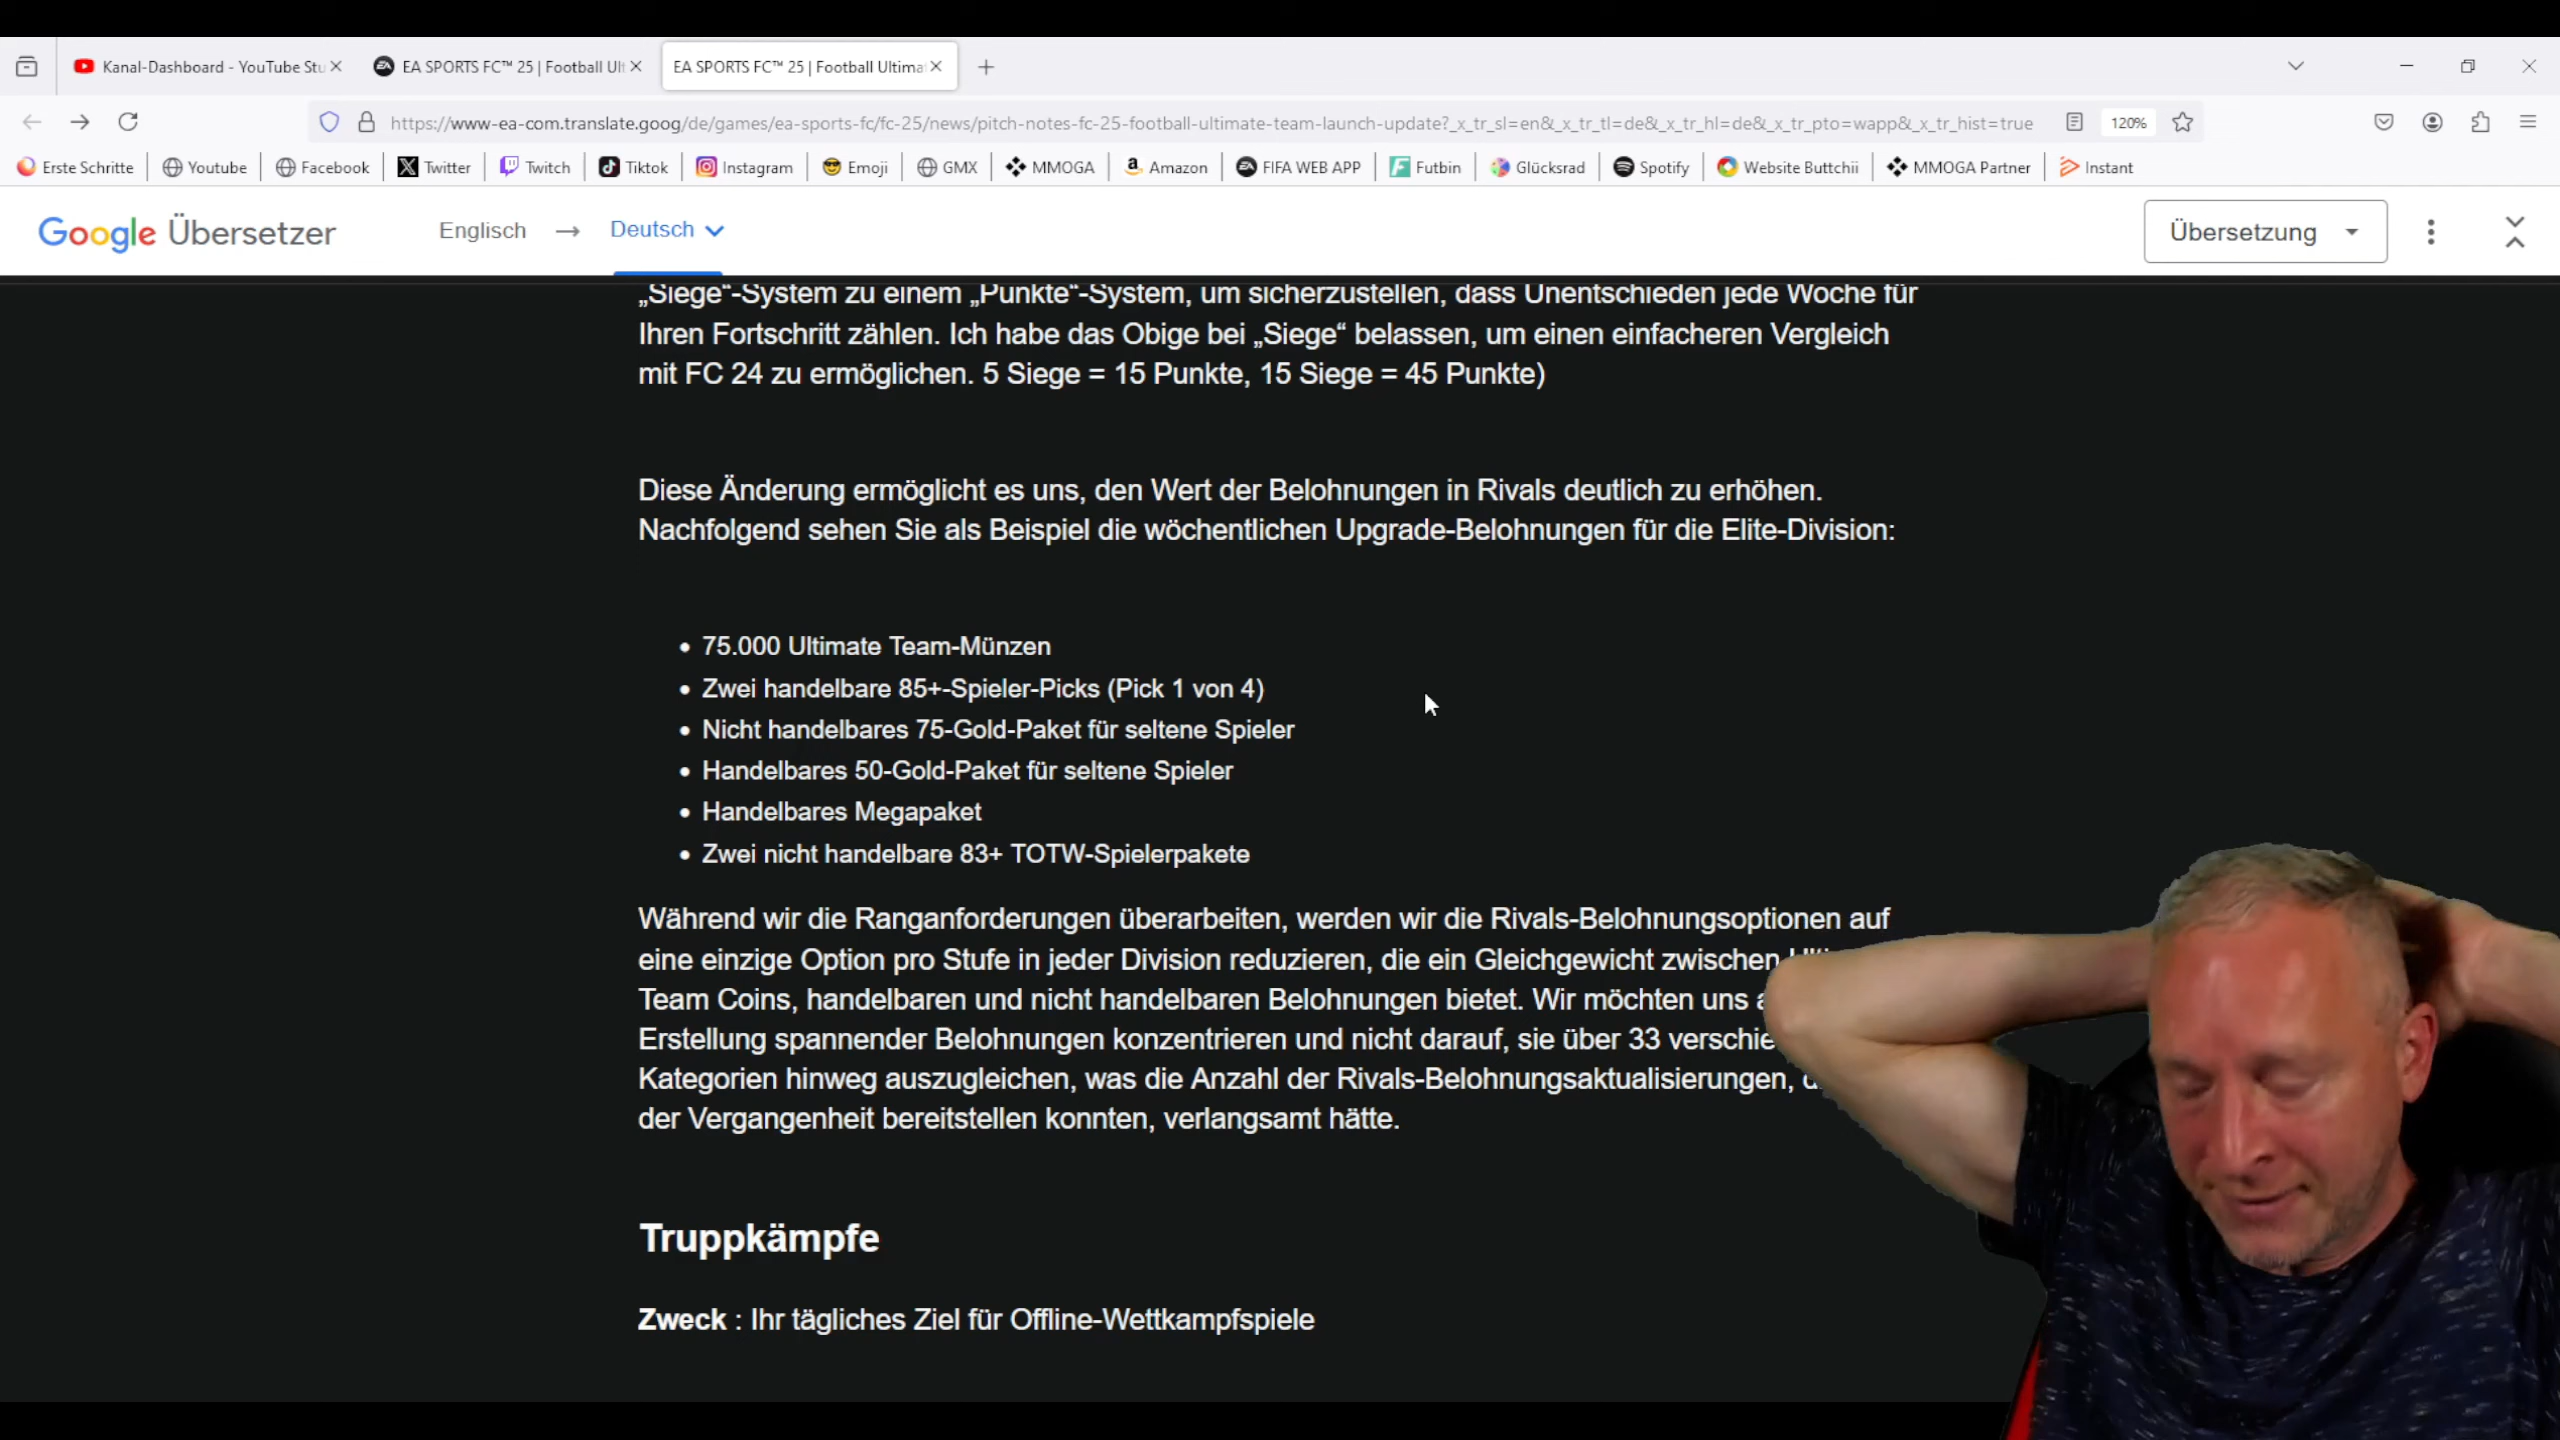 Kanal-Dashboard - YouTube Stu
EA SPORTS FC™ 25 | Football Ult
EA SPORTS FC™ 25 | Football Ultima
https://www-ea-com.translate.goog/de/games/ea-sports-fc/fc-25/news/pitch-notes-fc-25-football-ultimate-team-launch-update?_x_tr_sl=en&_x_tr_tl=de&_x_tr_hl=de&_x_tr_pto=wapp&_x_tr_hist=true
120%
Erste Schritte
Youtube
Facebook
Twitter
Twitch
Tiktok
Instagram
Emoji
GMX
MMOGA
Amazon
FIFA WEB APP
Futbin
Glücksrad
Spotify
Website Buttchii
MMOGA Partner
Instant
Google Übersetzer
Englisch → Deutsch
Übersetzung
„Siege“-System zu einem „Punkte“-System, um sicherzustellen, dass Unentschieden jede Woche für
Ihren Fortschritt zählen. Ich habe das Obige bei „Siege“ belassen, um einen einfacheren Vergleich
mit FC 24 zu ermöglichen. 5 Siege = 15 Punkte, 15 Siege = 45 Punkte)
Diese Änderung ermöglicht es uns, den Wert der Belohnungen in Rivals deutlich zu erhöhen.
Nachfolgend sehen Sie als Beispiel die wöchentlichen Upgrade-Belohnungen für die Elite-Division:
• 75.000 Ultimate Team-Münzen
• Zwei handelbare 85+-Spieler-Picks (Pick 1 von 4)
• Nicht handelbares 75-Gold-Paket für seltene Spieler
• Handelbares 50-Gold-Paket für seltene Spieler
• Handelbares Megapaket
• Zwei nicht handelbare 83+ TOTW-Spielerpakete
Während wir die Ranganforderungen überarbeiten, werden wir die Rivals-Belohnungsoptionen auf
eine einzige Option pro Stufe in jeder Division reduzieren, die ein Gleichgewicht zwischen
Team Coins, handelbaren und nicht handelbaren Belohnungen bietet. Wir möchten uns
Erstellung spannender Belohnungen konzentrieren und nicht darauf, sie über 33 verschie
Kategorien hinweg auszugleichen, was die Anzahl der Rivals-Belohnungsaktualisierungen,
der Vergangenheit bereitstellen konnten, verlangsamt hätte.
Truppkämpfe
Zweck : Ihr tägliches Ziel für Offline-Wettkampfspiele